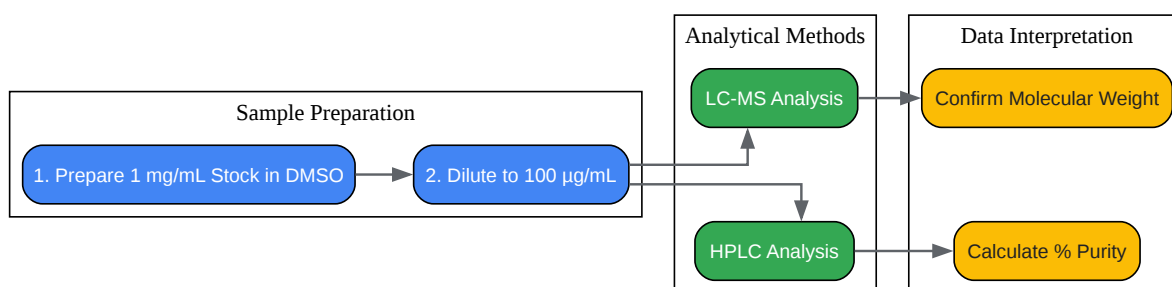 Sample Preparation
1. Prepare 1 mg/mL Stock in DMSO
2. Dilute to 100 µg/mL
Analytical Methods
LC-MS Analysis
HPLC Analysis
Data Interpretation
Confirm Molecular Weight
Calculate % Purity